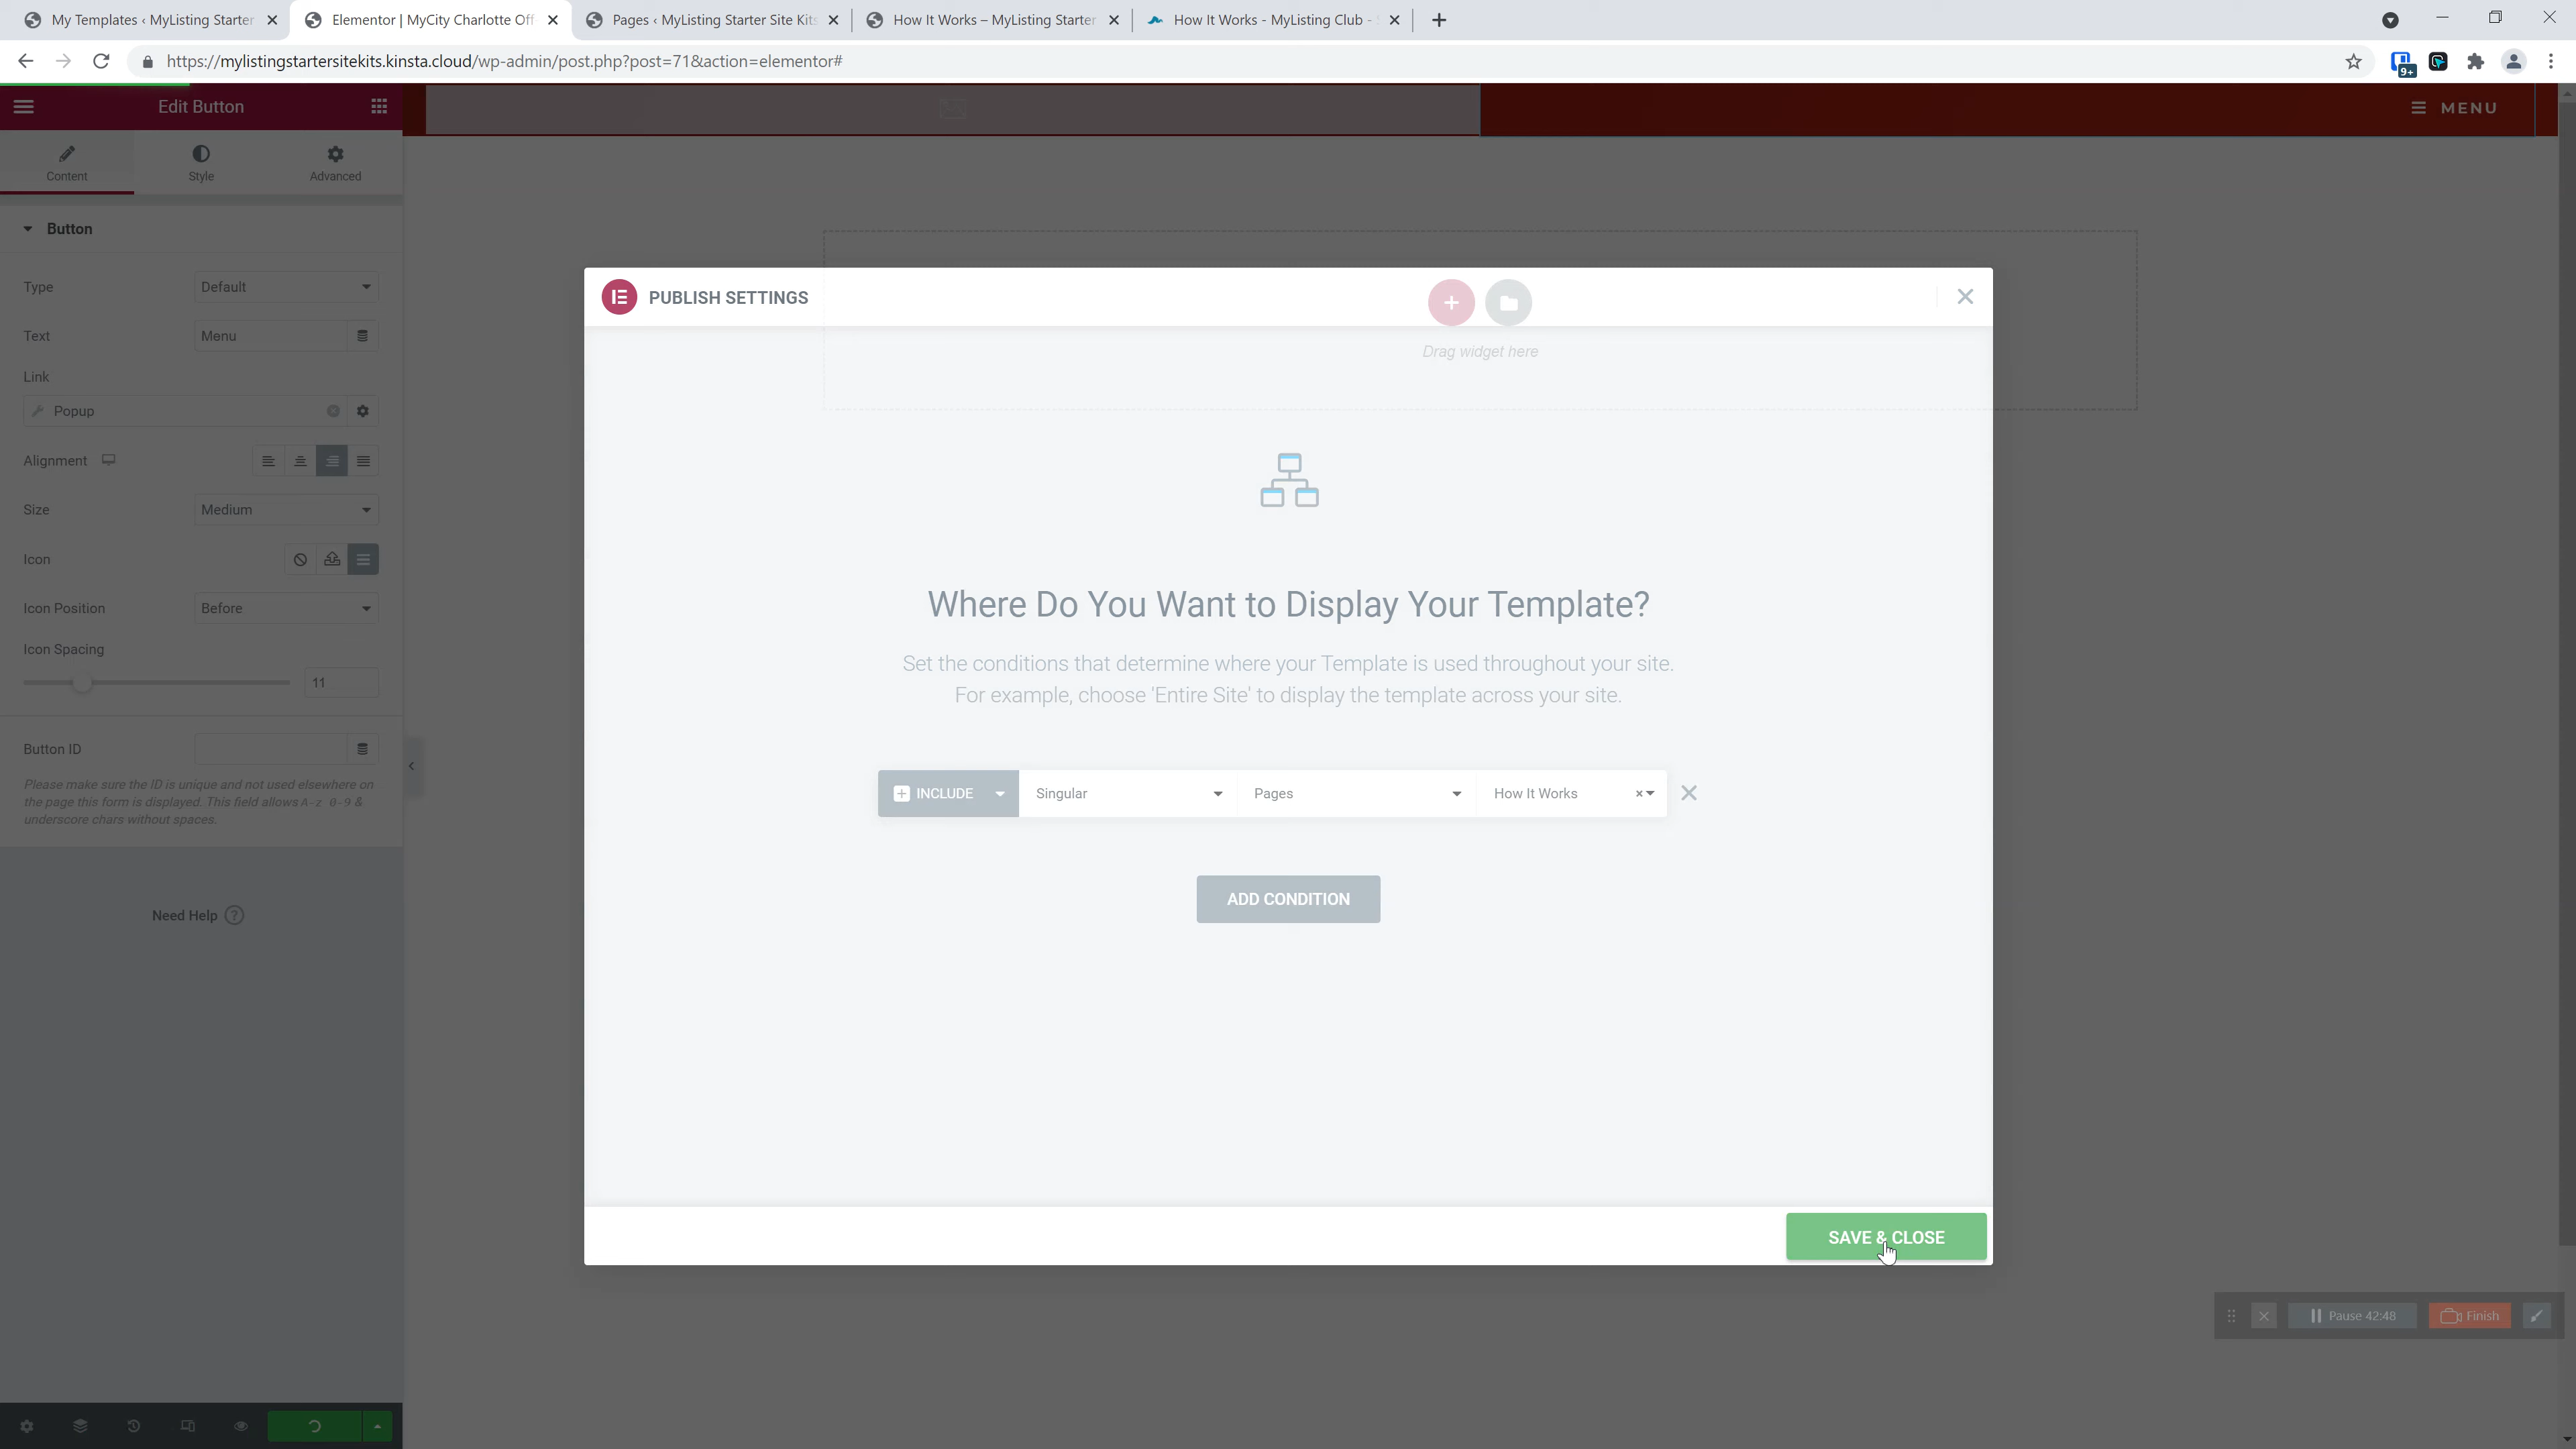 My Templates ‹ MyListing Starter
Elementor | MyCity Charlotte Off
Pages ‹ MyListing Starter Site Kits
How It Works – MyListing Starter
How It Works - MyListing Club -
https://mylistingstartersitekits.kinsta.cloud/wp-admin/post.php?post=71&action=elementor#
9+
Edit Button
MENU
Content
Style
Advanced
Button
Type
Default
Text
Menu
Link
Popup
Alignment
Size
Medium
Icon
Icon Position
Before
Icon Spacing
11
Button ID
Please make sure the ID is unique and not used elsewhere on
the page this form is displayed. This field allows A-z 0-9 &
underscore chars without spaces.
Need Help ?
PUBLISH SETTINGS
Drag widget here
Where Do You Want to Display Your Template?
Set the conditions that determine where your Template is used throughout your site.
For example, choose 'Entire Site' to display the template across your site.
INCLUDE
Singular
Pages
How It Works
ADD CONDITION
SAVE & CLOSE
Pause 42:48
Finish